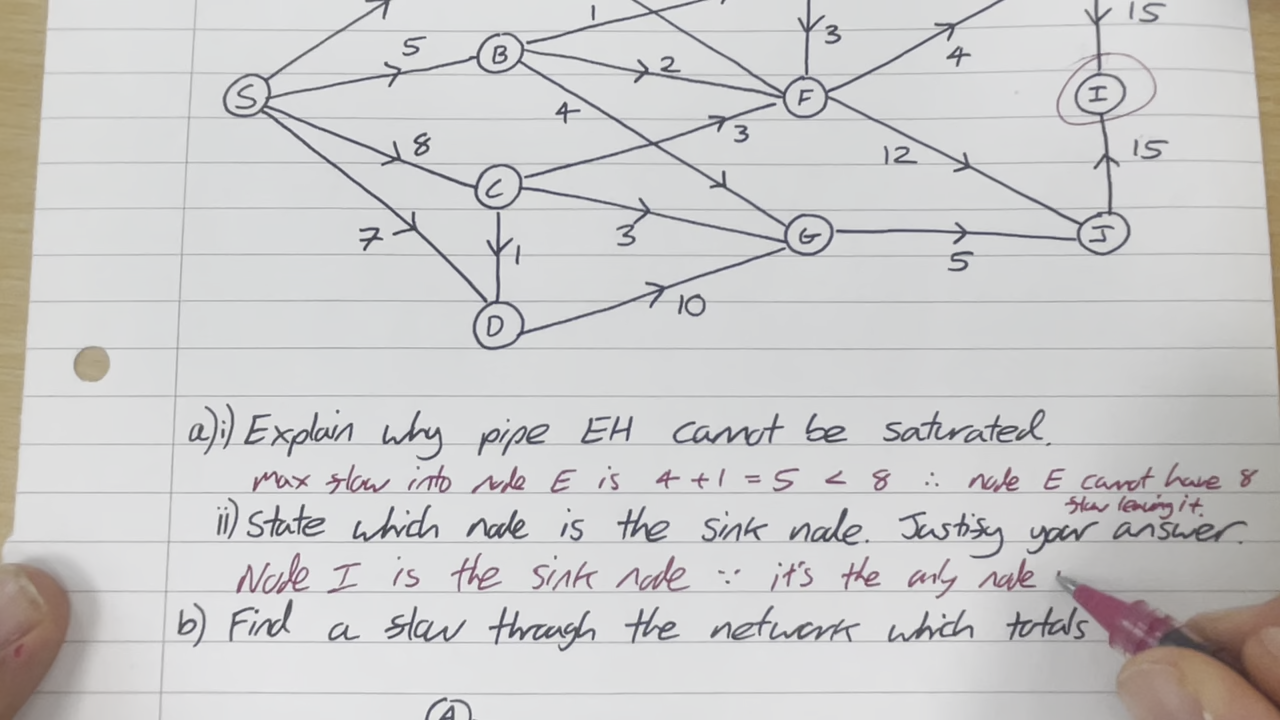 1 15
5 B 2 3 4
S F I
4
8 3 12 15
C
7 3 G J
1 5
10
D
a)i) Explain why pipe EH cannot be saturated.
max flow into node E is 4 + 1 = 5 < 8 ∴ node E cannot have 8
flow leaving it.
ii) State which node is the sink node. Justify your answer.
Node I is the sink node ∵ it's the only node
b) Find a flow through the network which totals
A